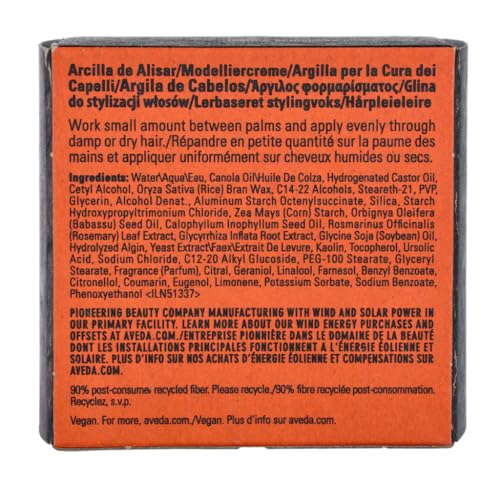 Arcilla de Alisar/Modelliercreme/Argilla per la Cura dei
Capelli/Argila de Cabelos/Άργιλος φορμαρίσματος/Glina
do stylizacji włosów/Lerbaseret stylingvoks/Hårpleieleire
Work small amount between palms and apply evenly through
damp or dry hair./Répandre en petite quantité sur la paume des
mains et appliquer uniformément sur cheveux humides ou secs.
Ingredients: Water\Aqua\Eau, Canola Oil\Huile De Colza, Hydrogenated Castor Oil,
Cetyl Alcohol, Oryza Sativa (Rice) Bran Wax, C14-22 Alcohols, Steareth-21, PVP,
Glycerin, Alcohol Denat., Aluminum Starch Octenylsuccinate, Silica, Starch
Hydroxypropyltrimonium Chloride, Zea Mays (Corn) Starch, Orbignya Oleifera
(Babassu) Seed Oil, Calophyllum Inophyllum Seed Oil, Rosmarinus Officinalis
(Rosemary) Leaf Extract, Glycyrrhiza Inflata Root Extract, Glycine Soja (Soybean) Oil,
Hydrolyzed Algin, Yeast Extract\Faex\Extrait De Levure, Kaolin, Tocopherol, Ursolic
Acid, Sodium Chloride, C12-20 Alkyl Glucoside, PEG-100 Stearate, Glyceryl
Stearate, Fragrance (Parfum), Citral, Geraniol, Linalool, Farnesol, Benzyl Benzoate,
Citronellol, Coumarin, Eugenol, Limonene, Potassium Sorbate, Sodium Benzoate,
Phenoxyethanol <ILN51337>
PIONEERING BEAUTY COMPANY MANUFACTURING WITH WIND AND SOLAR POWER IN
OUR PRIMARY FACILITY. LEARN MORE ABOUT OUR WIND ENERGY PURCHASES AND
OFFSETS AT AVEDA.COM./ENTREPRISE PIONNIÈRE DANS LE DOMAINE DE LA BEAUTÉ
DONT LES INSTALLATIONS PRINCIPALES FONCTIONNENT À L'ÉNERGIE ÉOLIENNE ET
SOLAIRE. PLUS D'INFO SUR NOS ACHATS D'ÉNERGIE ÉOLIENNE ET COMPENSATIONS SUR
AVEDA.COM.
90% post-consumer recycled fiber. Please recycle./90% fibre recyclée post-consommation.
Recyclez, s.v.p.
Vegan. For more, aveda.com./Vegan. Plus d'info sur aveda.com.